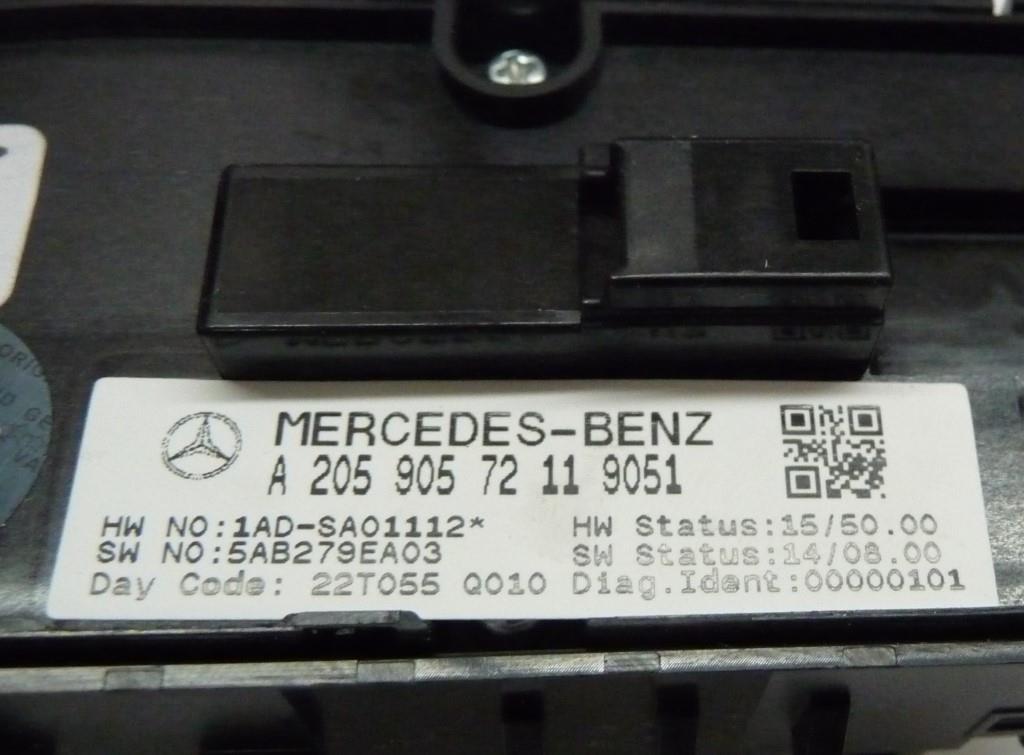 MERCEDES-BENZ
A 205 905 72 11 9051
HW NO:1AD-SA01112* HW Status:15/50.00
SW NO:5AB279EA03 SW Status:14/08.00
Day Code: 22T055 Q010 Diag.Ident:00000101